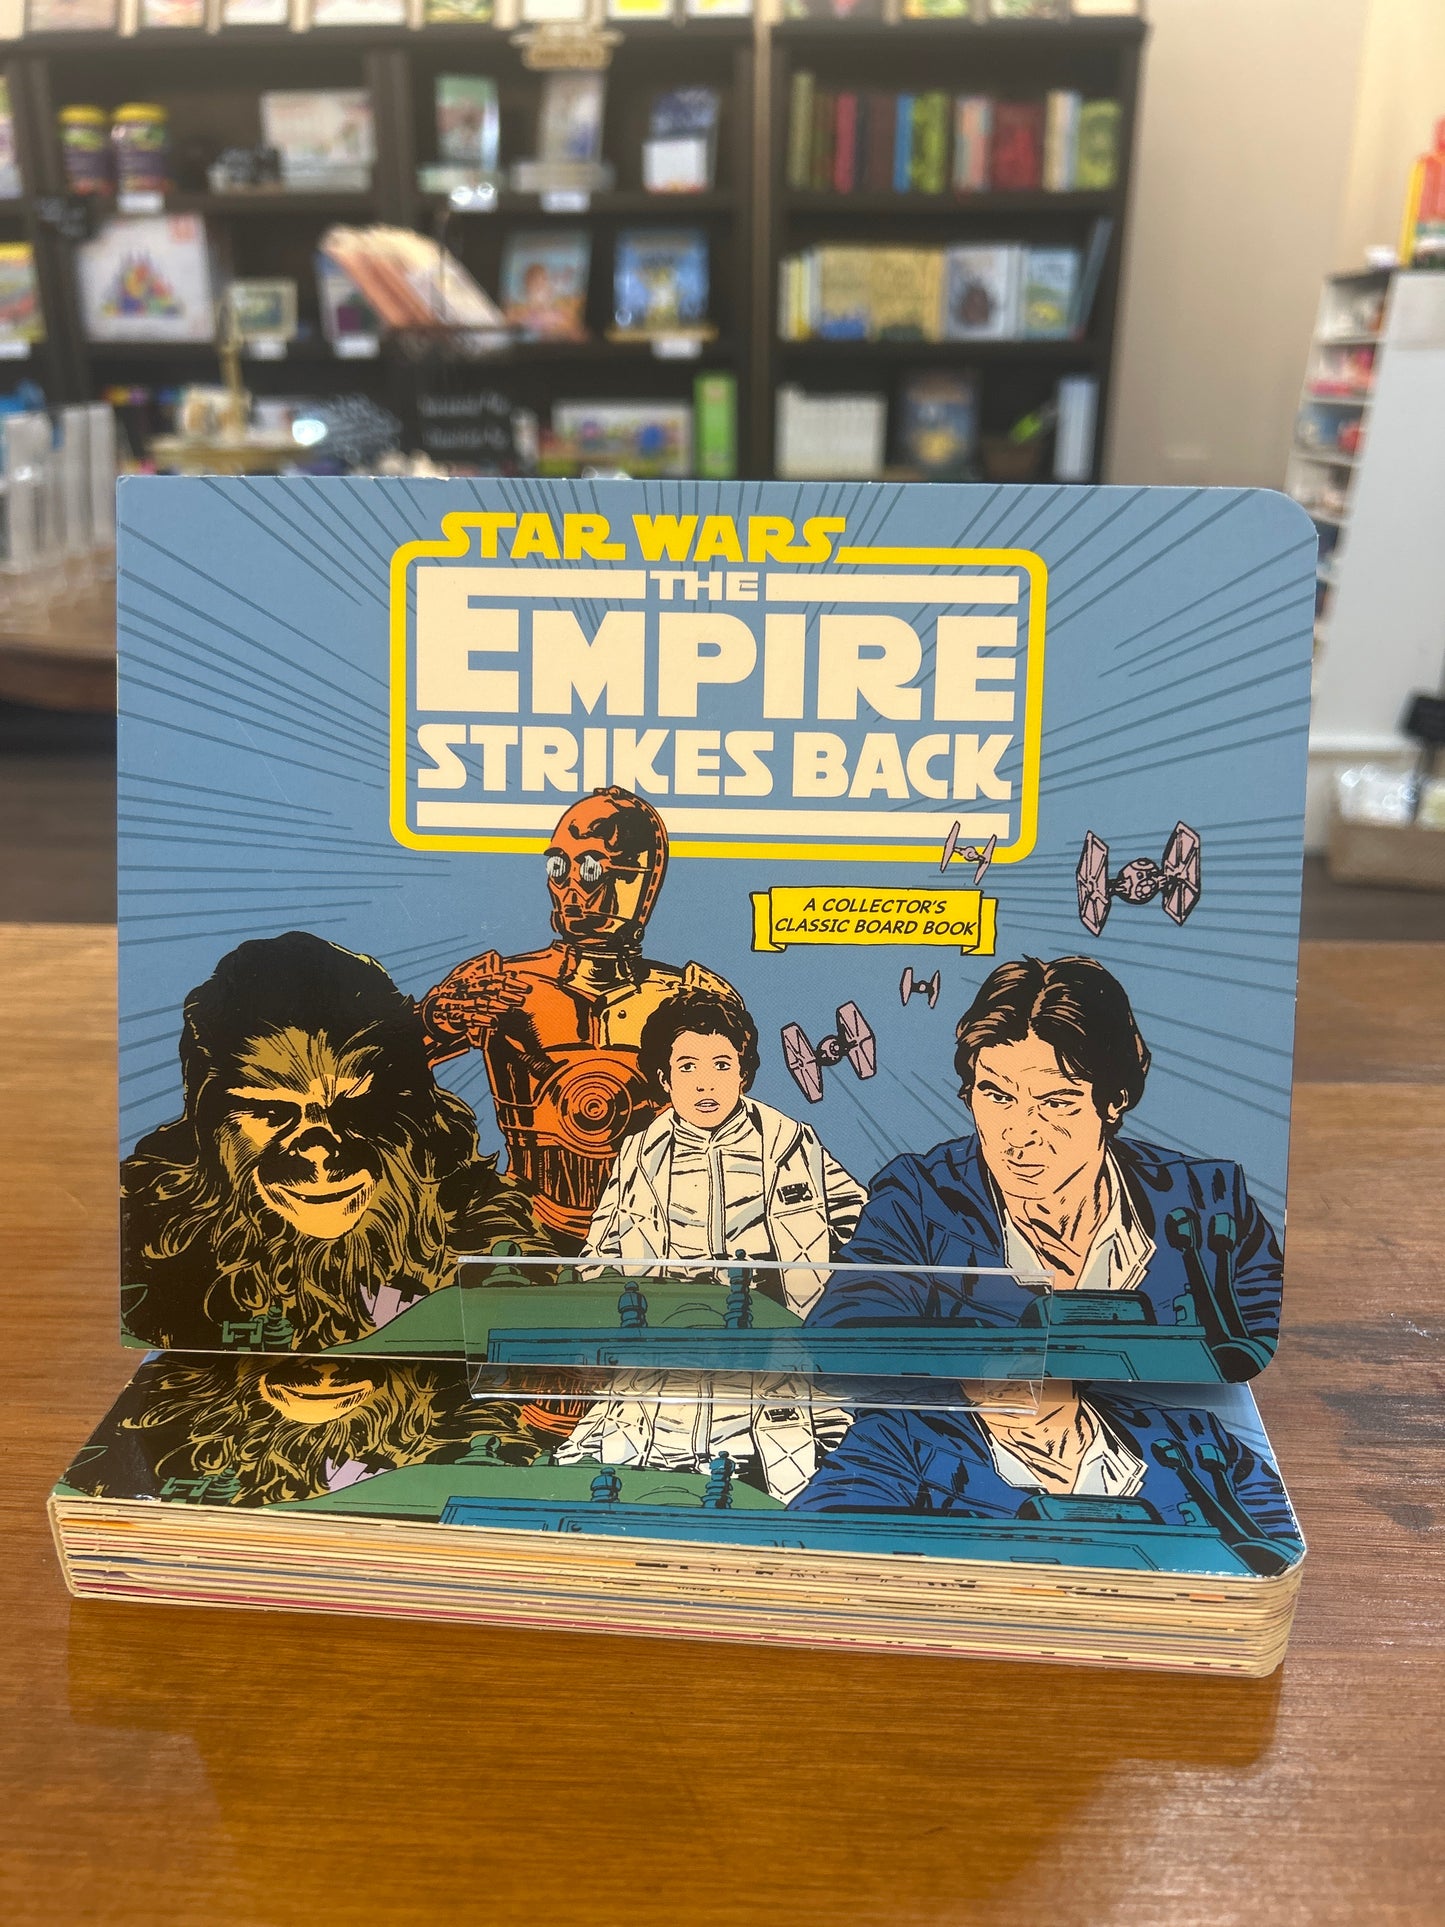 STAR WARS
THE
EMPIRE
STRIKES BACK
A COLLECTOR'S
CLASSIC BOARD BOOK